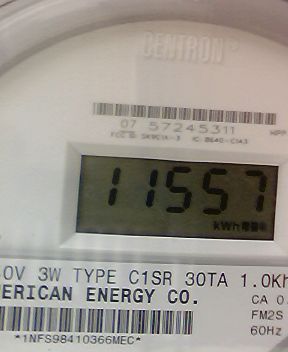 CENTRON®
07 57245311
11557
kWh
0V 3W TYPE C1SR 30TA 1.0Kh
ERICAN ENERGY CO.
CA 0.
FM2S
60Hz
*1NFS98410366MEC*